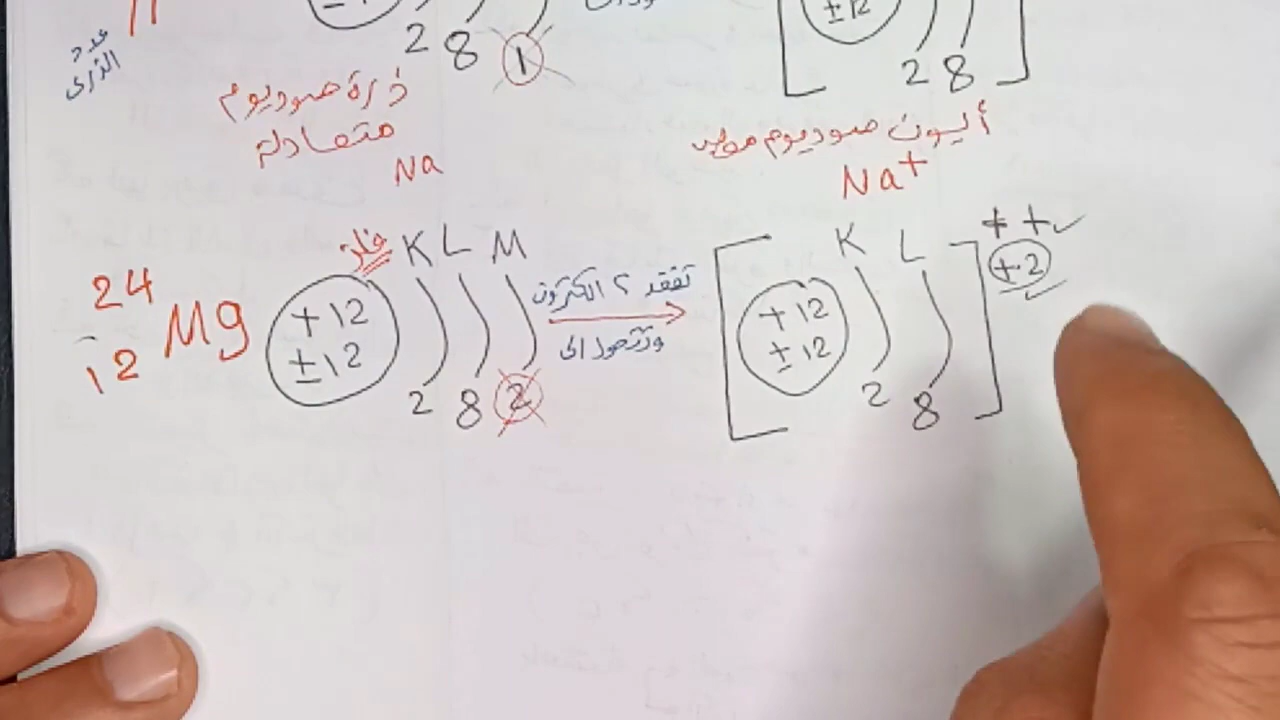 عدد
الذرى
2 8 1
±12
2 8
ذرة صوديوم
متعادلة
Na
أيون صوديوم موجب
Na+
24
12
Mg
فلز
K L M
+12
±12
2 8 2
تفقد ٢ الكترون
وتتحول الى
K L
+12
±12
2 8
+ +
+2